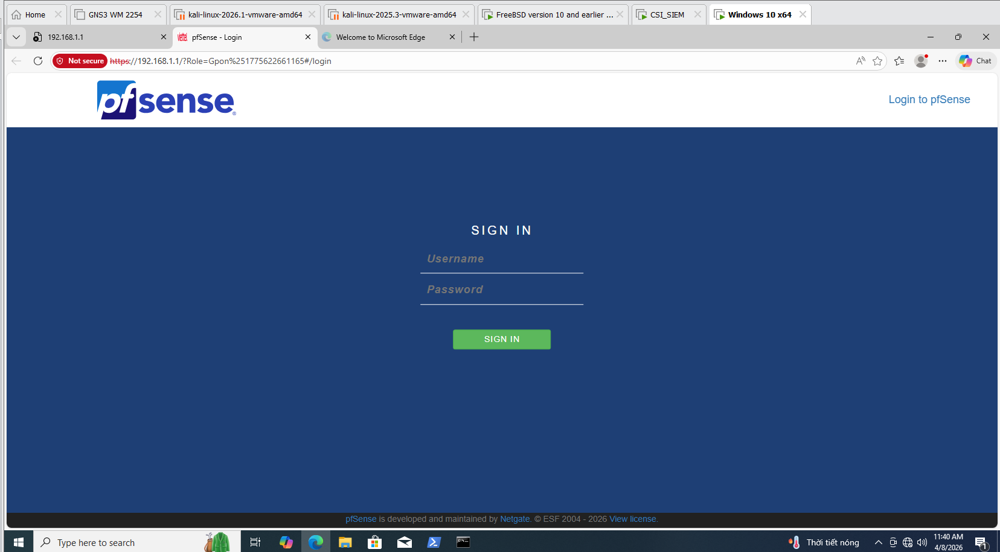 Home
GNS3 WM 2254
kali-linux-2026.1-vmware-amd64
kali-linux-2025.3-vmware-amd64
FreeBSD version 10 and earlier ...
CSI_SIEM
Windows 10 x64
192.168.1.1
viettel
pfSense - Login
Welcome to Microsoft Edge
Not secure
https://192.168.1.1/?Role=Gpon%251775622661165#/login
Chat
pfsense®
Login to pfSense
SIGN IN
Username
Password
SIGN IN
pfSense is developed and maintained by Netgate. © ESF 2004 - 2026 View license.
Type here to search
Thời tiết nóng
11:40 AM
4/8/2026
1